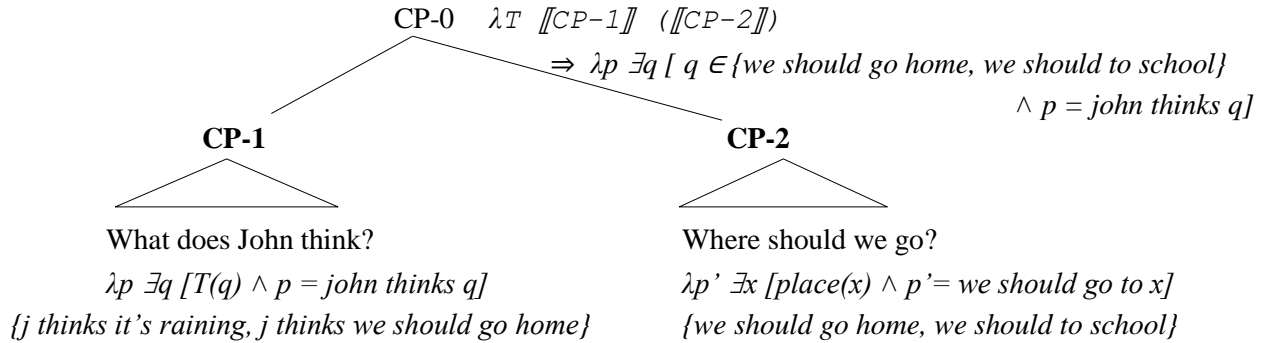 CP-0 λT ⟦CP-1⟧ (⟦CP-2⟧)
⇒ λp ∃q [ q ∈ {we should go home, we should to school}
∧ p = john thinks q]
CP-1 CP-2
What does John think? Where should we go?
λp ∃q [T(q) ∧ p = john thinks q] λp’ ∃x [place(x) ∧ p’= we should go to x]
{j thinks it’s raining, j thinks we should go home} {we should go home, we should to school}